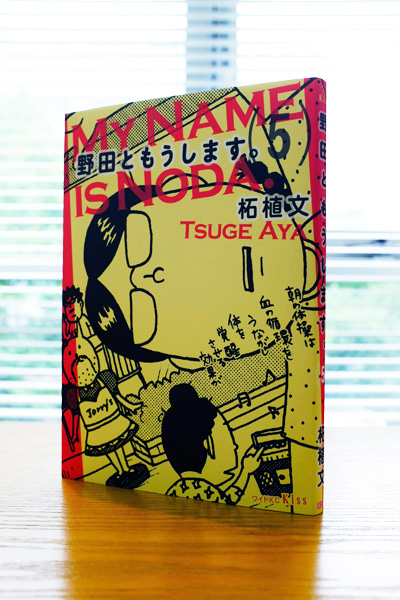 MY NAME
野田ともうします。(5)
IS NODA.
柘植文
TSUGE AYA
朝の体操は
血の循環を
うながし
体を
覚醒
させる効果が
ワイドKC Kiss
野田ともうします。5
柘植文